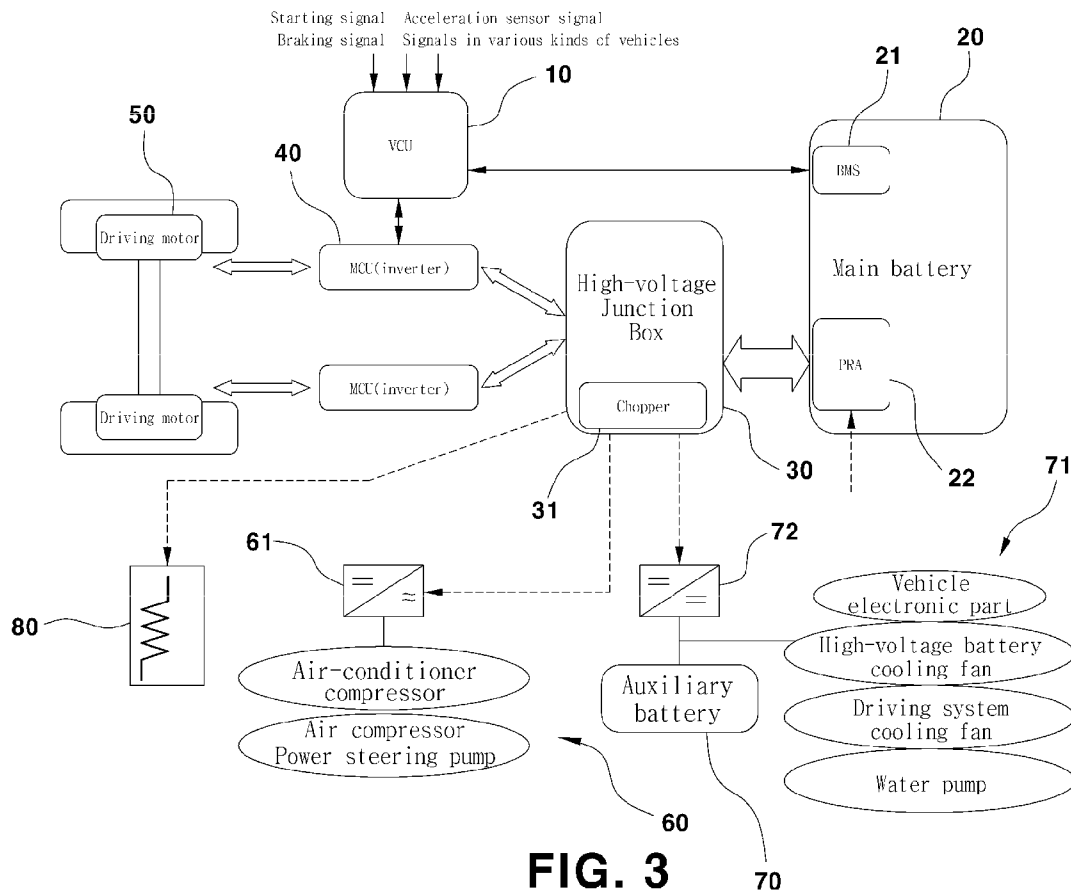 Starting signal Acceleration sensor signal
Braking signal Signals in various kinds of vehicles
10
21
20
50
40
VCU
BMS
Driving motor
MCU(inverter)
High-voltage
Junction
Box
Main battery
PRA
Driving motor
MCU(inverter)
Chopper
30
22
71
31
61
72
80
Vehicle
electronic part
High-voltage battery
cooling fan
Air-conditioner
compressor
Auxiliary
battery
Driving system
cooling fan
Air compressor
Power steering pump
Water pump
60
70
FIG. 3